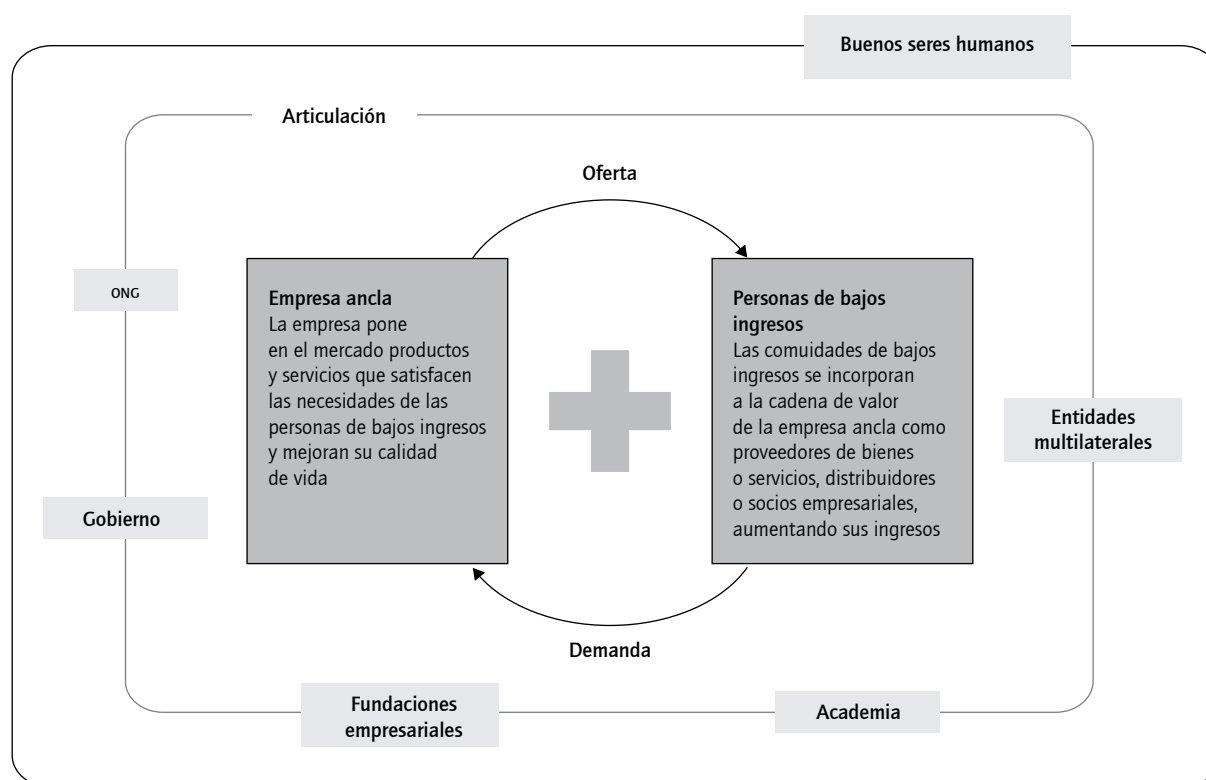 Buenos seres humanos
Articulación
Oferta
ONG
Empresa ancla
La empresa pone
en el mercado productos
y servicios que satisfacen
las necesidades de las
personas de bajos ingresos
y mejoran su calidad
de vida
Personas de bajos
ingresos
Las comuidades de bajos
ingresos se incorporan
a la cadena de valor
de la empresa ancla como
proveedores de bienes
o servicios, distribuidores
o socios empresariales,
aumentando sus ingresos
Entidades
multilaterales
Gobierno
Demanda
Fundaciones
empresariales
Academia